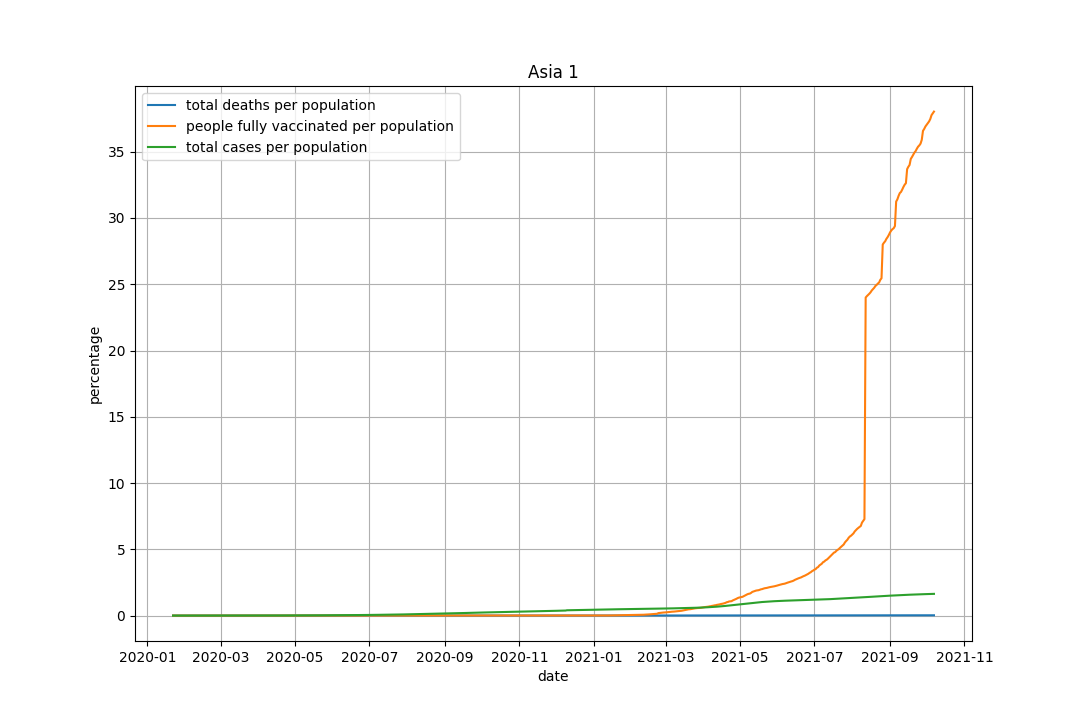 Asia 1
total deaths per population
people fully vaccinated per population
total cases per population
percentage
35
30
25
20
15
10
5
0
2020-01 2020-03 2020-05 2020-07 2020-09 2020-11 2021-01 2021-03 2021-05 2021-07 2021-09 2021-11
date